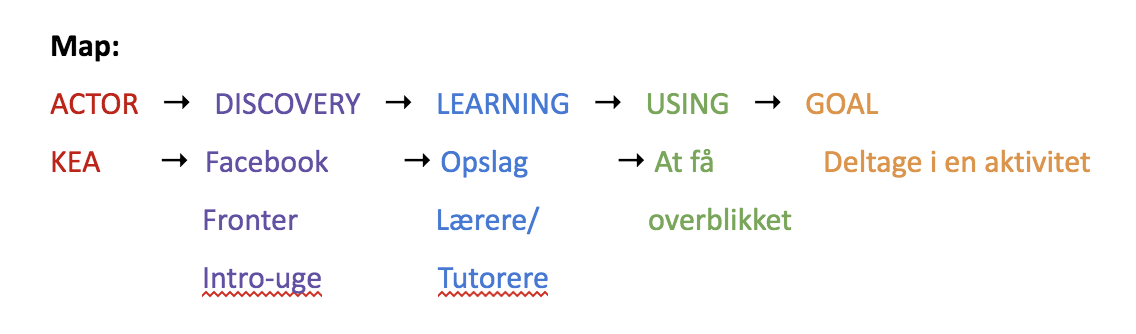 Map:
ACTOR → DISCOVERY → LEARNING → USING → GOAL
KEA → Facebook → Opslag → At få Deltage i en aktivitet
Fronter Lærere/ overblikket
Intro-uge Tutorere